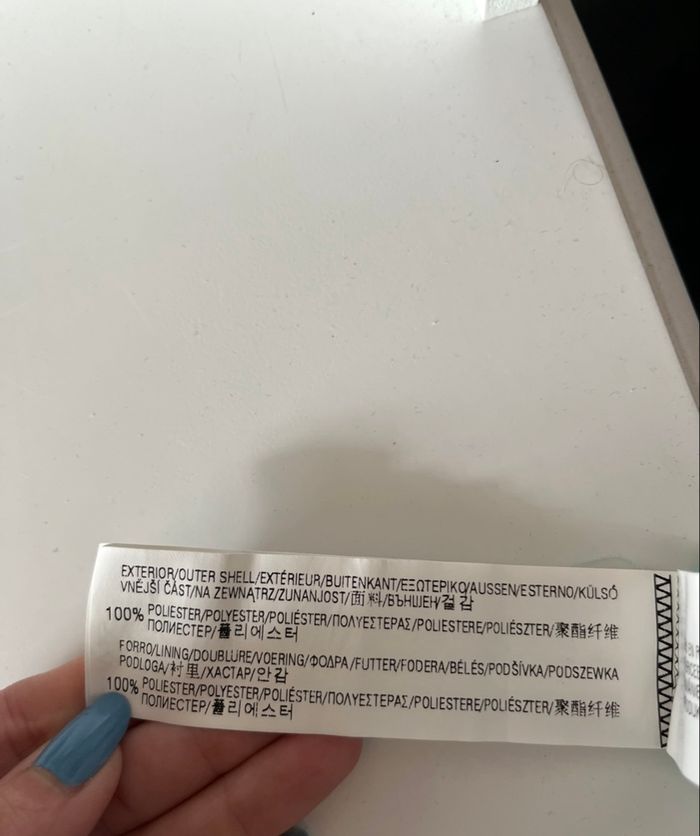 EXTERIOR/OUTER SHELL/EXTÉRIEUR/BUITENKANT/ΕΞΩΤΕΡΙΚΟ/AUSSEN/ESTERNO/KÜLSŐ
VNĚJŠÍ ČÁST/NA ZEWNĄTRZ/ZUNANJOST/面料/ВЪНШЕН/겉감
100% POLIESTER/POLYESTER/POLIÉSTER/ΠΟΛΥΕΣΤΕΡΑΣ/POLIESTERE/POLIÉSZTER/聚酯纤维
ПОЛИЕСТЕР/폴리에스터
FORRO/LINING/DOUBLURE/VOERING/ΦΟΔΡΑ/FUTTER/FODERA/BÉLÉS/PODŠÍVKA/PODSZEWKA
PODLOGA/衬里/ХАСТАР/안감
100% POLIESTER/POLYESTER/POLIÉSTER/ΠΟΛΥΕΣΤΕΡΑΣ/POLIESTERE/POLIÉSZTER/聚酯纤维
ПОЛИЕСТЕР/폴리에스터